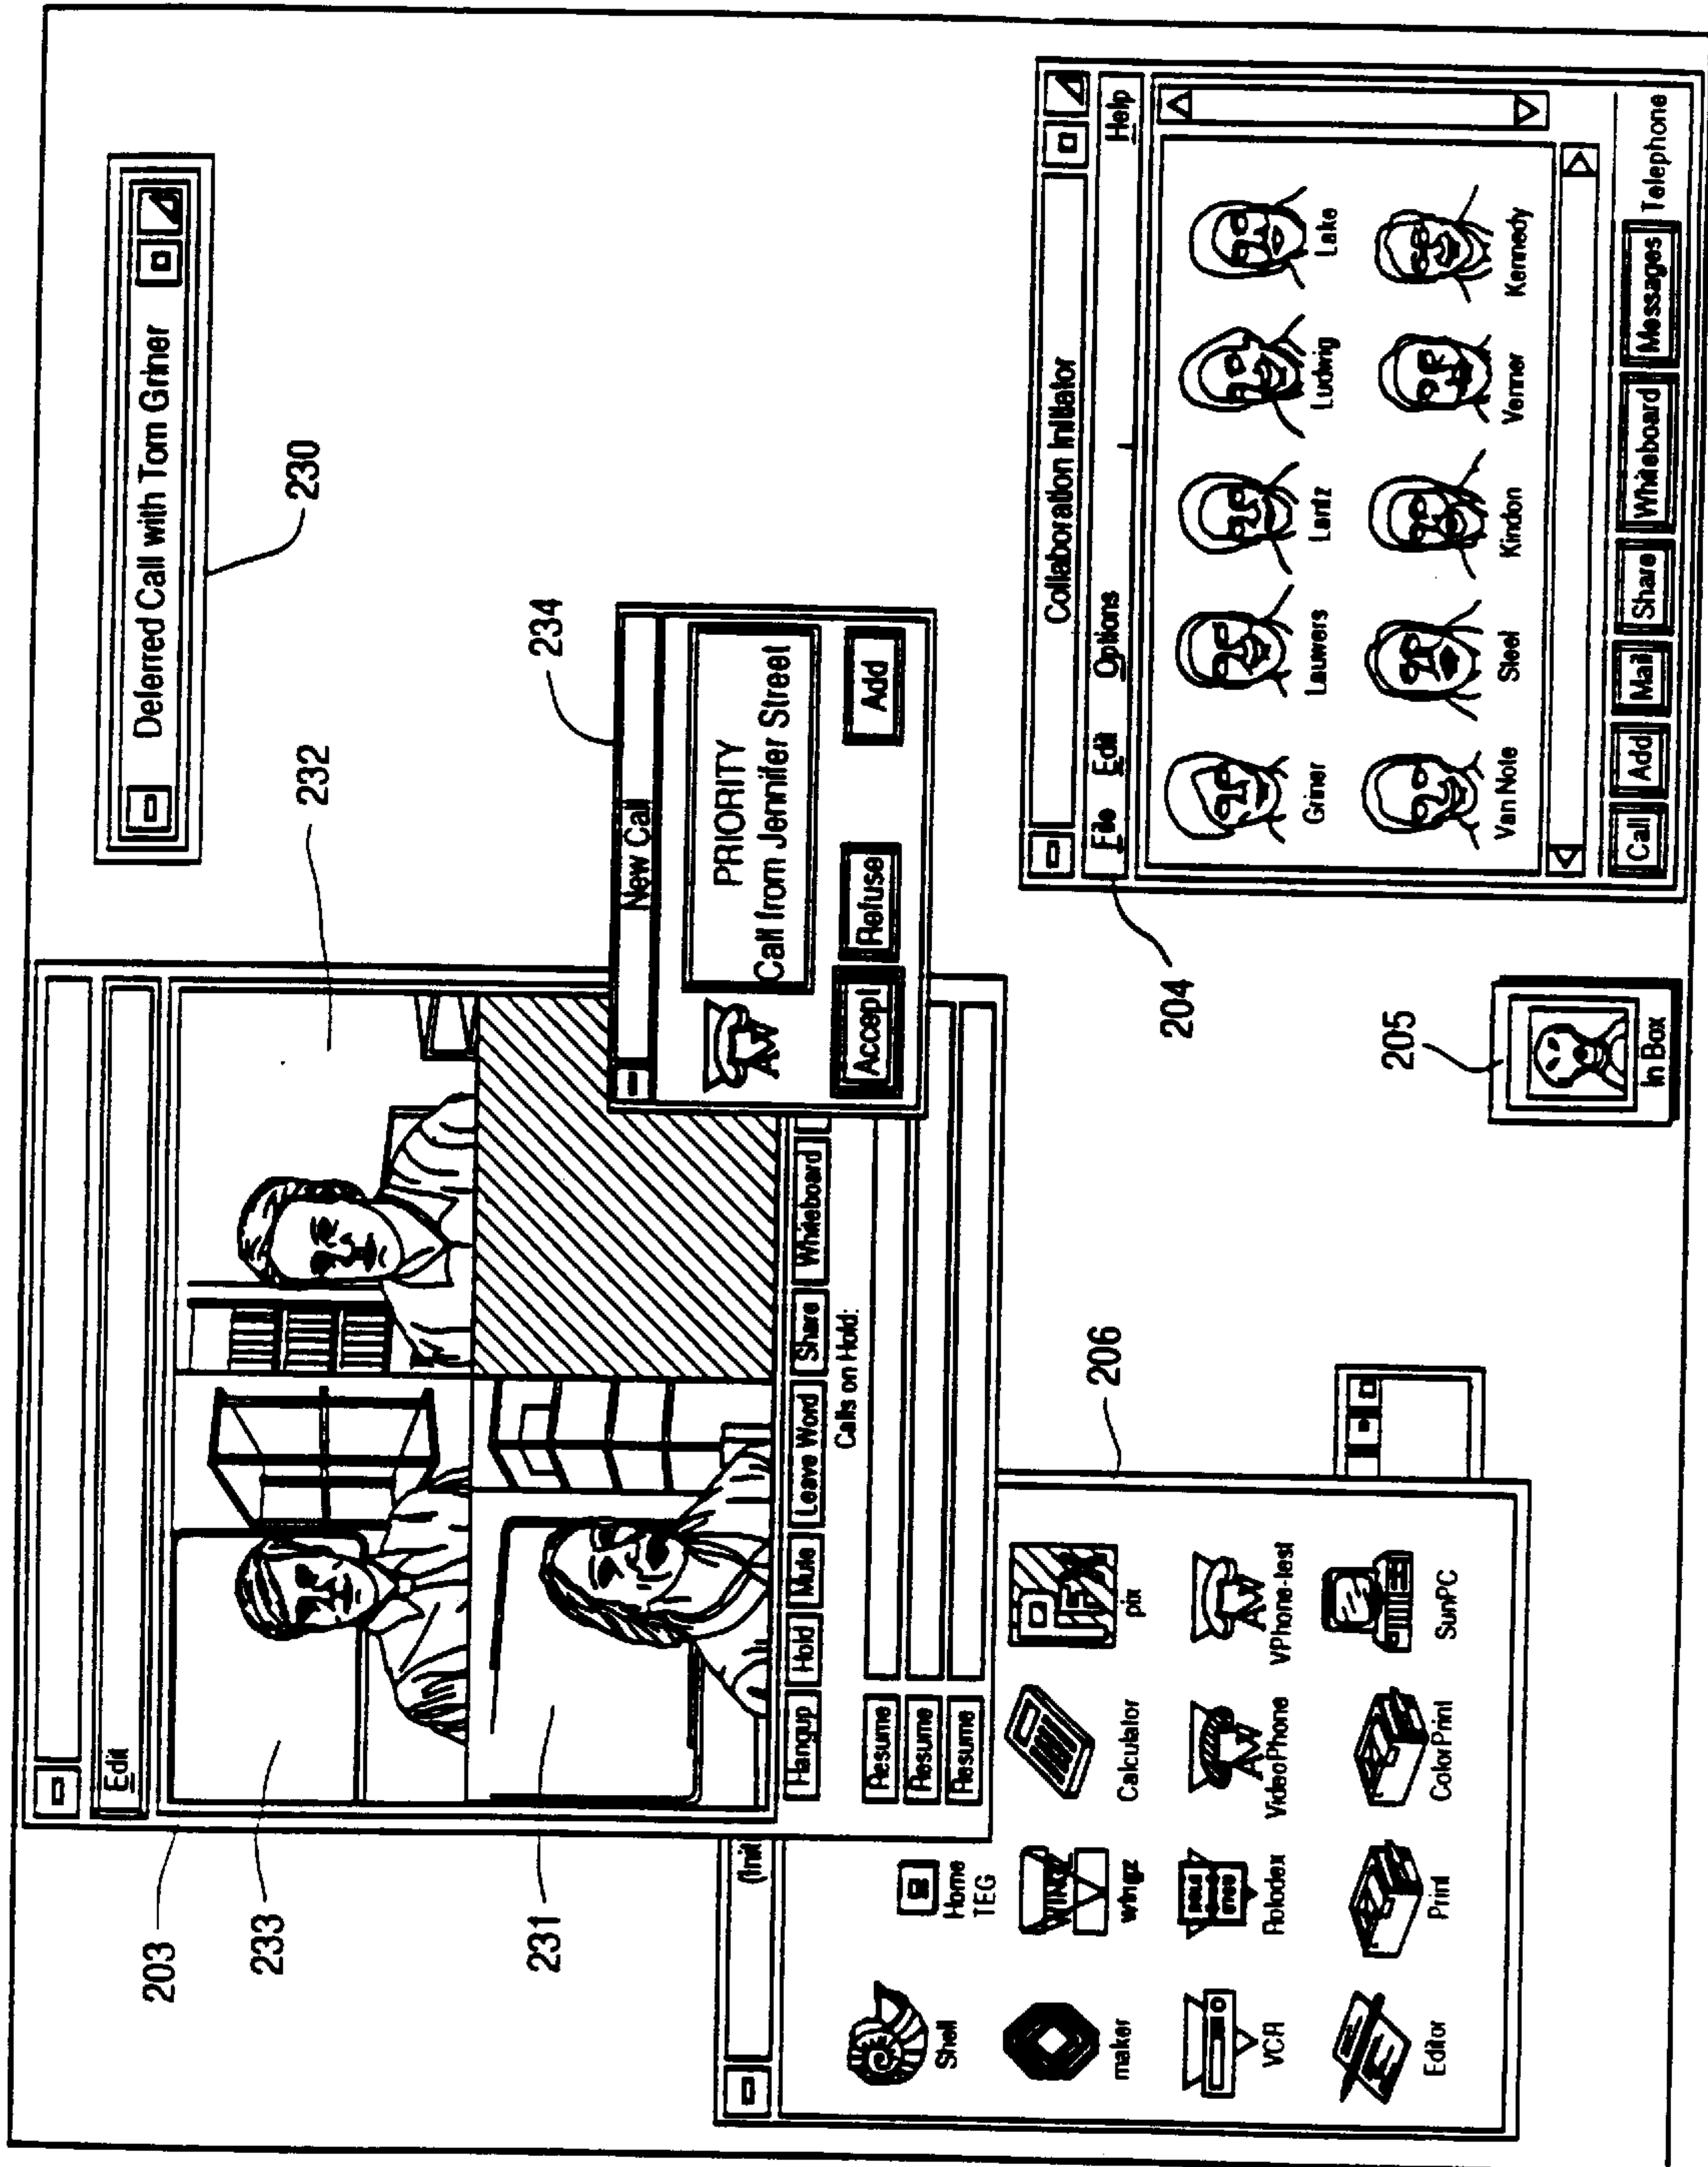 Deferred Call with Tom Griner
230
203
Edit
233
232
231
Hangup
Hold
Mute
Leave Word
Share
Whiteboard
Calls on Hold:
Resume
Resume
Resume
234
New Call
PRIORITY
Call from Jennifer Street
Accept
Refuse
Add
206
(Init
Shell
Home
TEG
maker
wingz
Calculator
pix
VCR
Rolodex
VideoPhone
VPhone-test
Editor
Print
ColorPrint
SunPC
205
In Box
204
Collaboration Initiator
File Edit Options Help
Griner
Lauwers
Lantz
Ludwig
Lake
Van Note
Steel
Kindon
Verner
Kennedy
Call
Add
Mail
Share
Whiteboard
Messages
Telephone